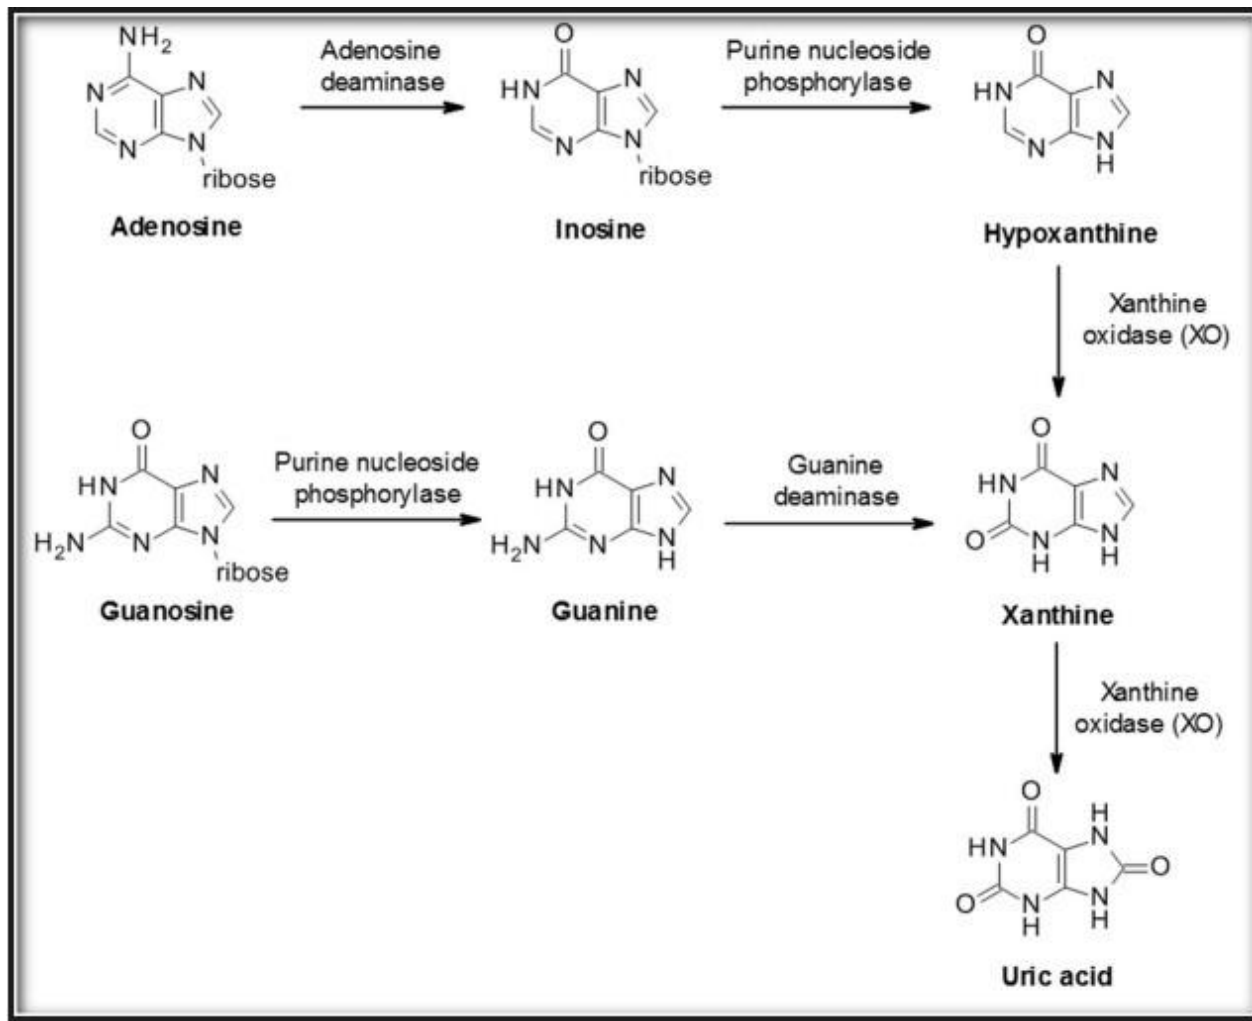 NH2
N
N
N
N
ribose
Adenosine
Adenosine
deaminase
O
HN
N
N
N
ribose
Inosine
Purine nucleoside
phosphorylase
O
HN
N
N
N
H
Hypoxanthine
Xanthine
oxidase (XO)
O
HN
N
H2N
N
N
ribose
Guanosine
Purine nucleoside
phosphorylase
O
HN
N
H2N
N
N
H
Guanine
Guanine
deaminase
O
HN
N
O
N
H
N
H
Xanthine
Xanthine
oxidase (XO)
O
H
N
HN
O
O
N
H
N
H
Uric acid